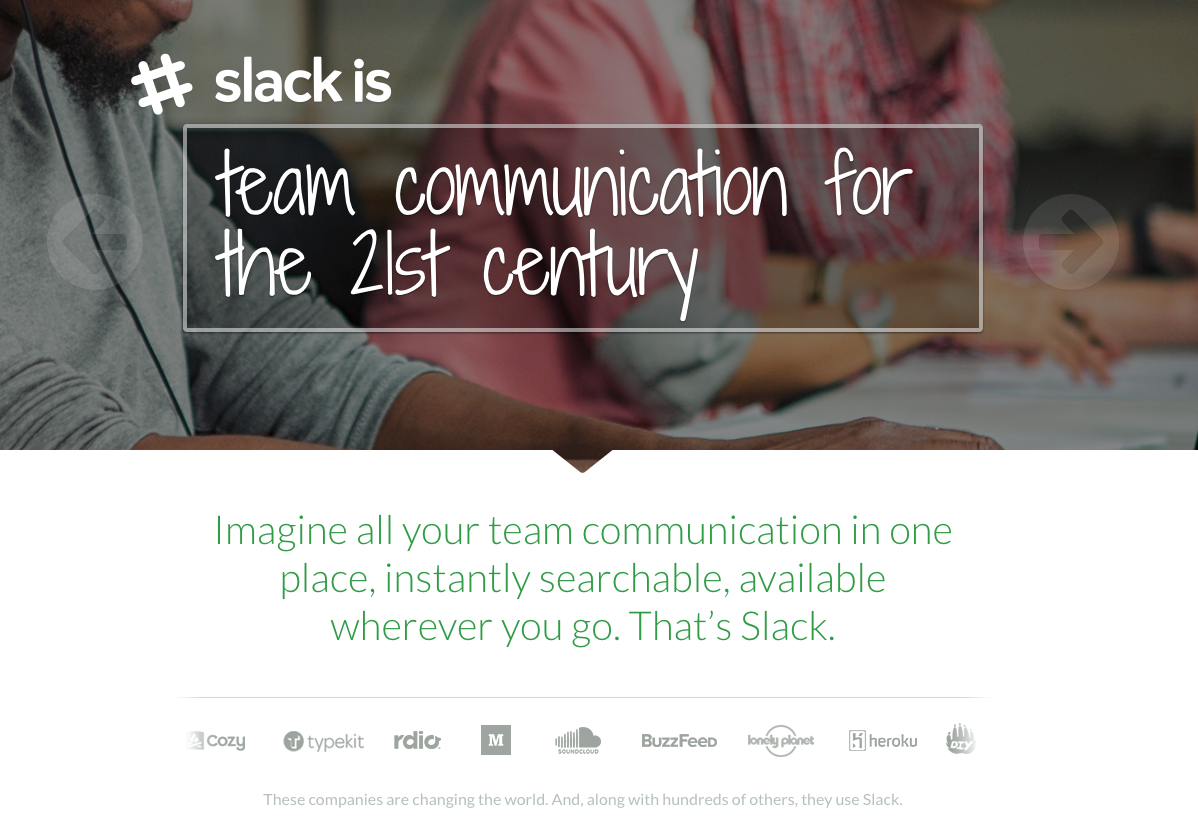 slack is
team communication for
the 21st century
Imagine all your team communication in one
place, instantly searchable, available
wherever you go. That’s Slack.
Cozy typekit rdio M SOUNDCLOUD BuzzFeed lonely planet heroku DIY
These companies are changing the world. And, along with hundreds of others, they use Slack.